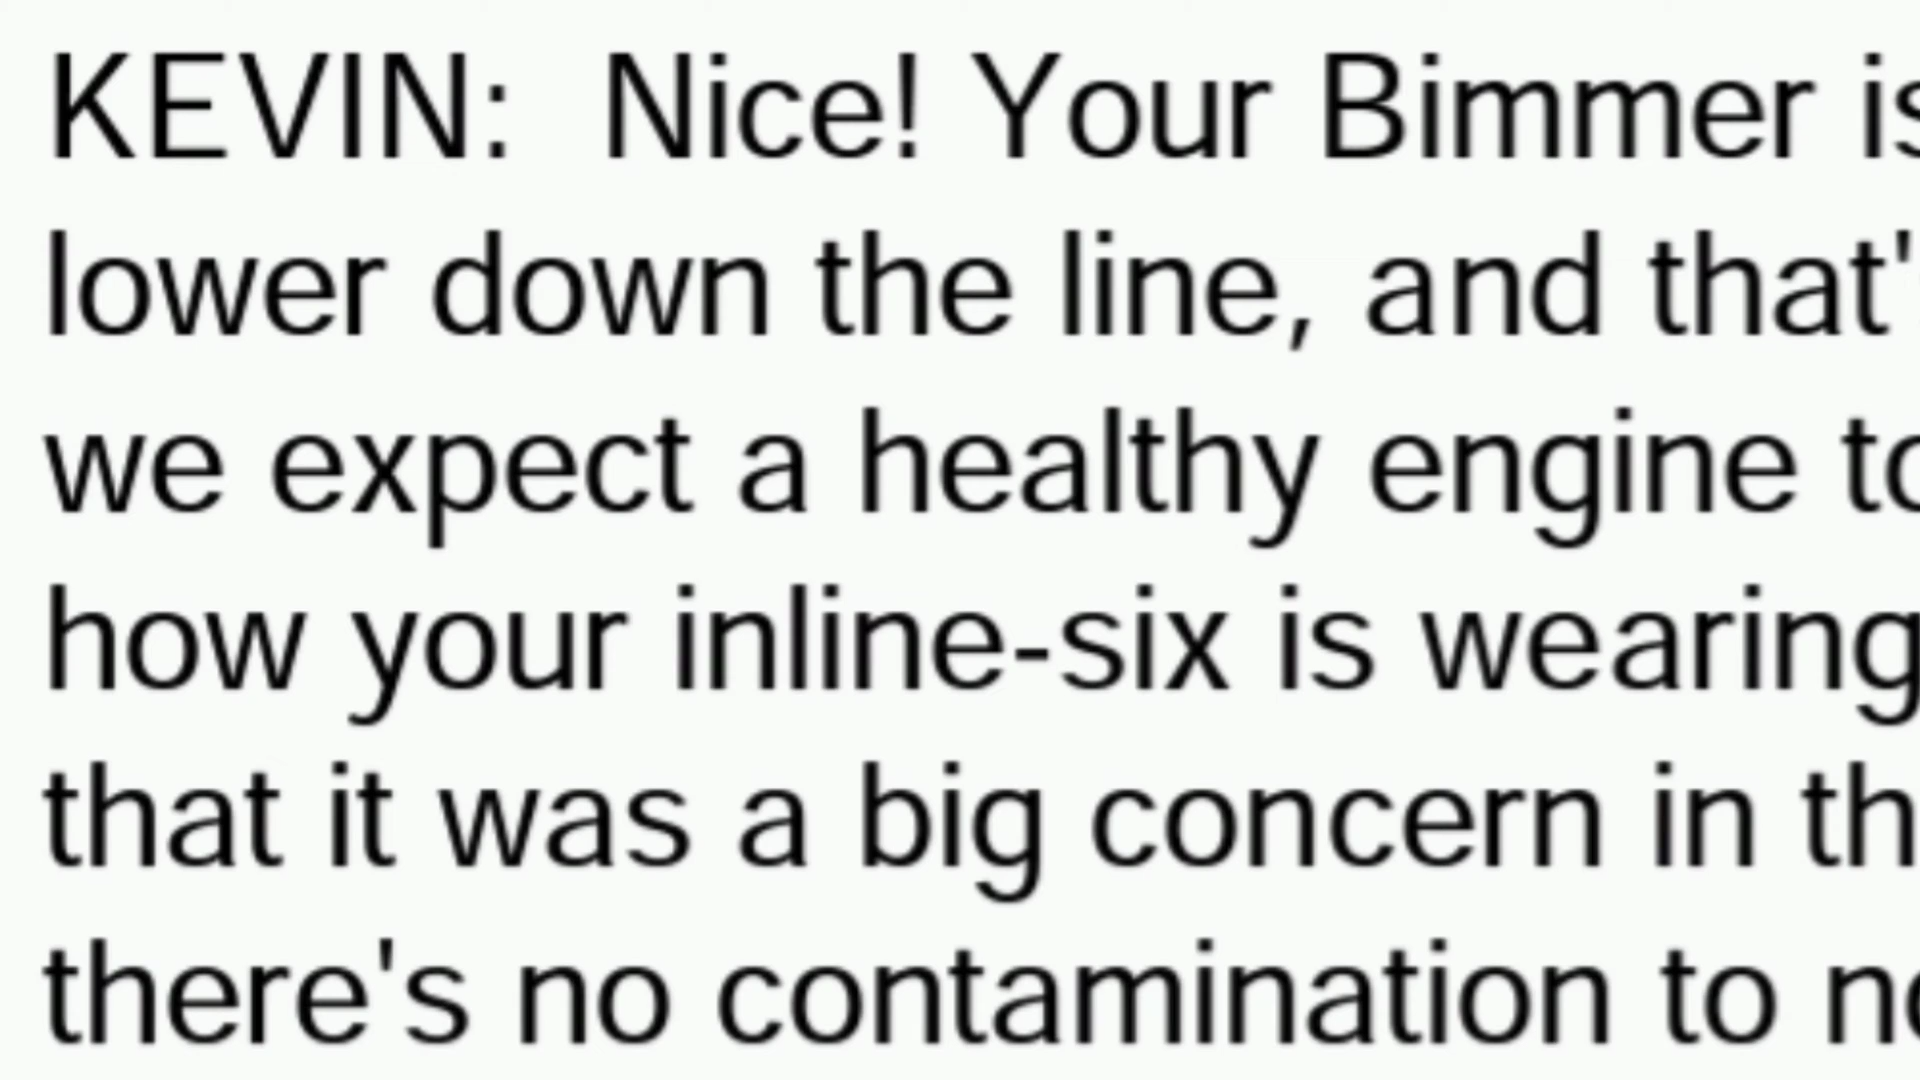 KEVIN:  Nice! Your Bimmer is
lower down the line, and that'
we expect a healthy engine to
how your inline-six is wearing
that it was a big concern in th
there's no contamination to no